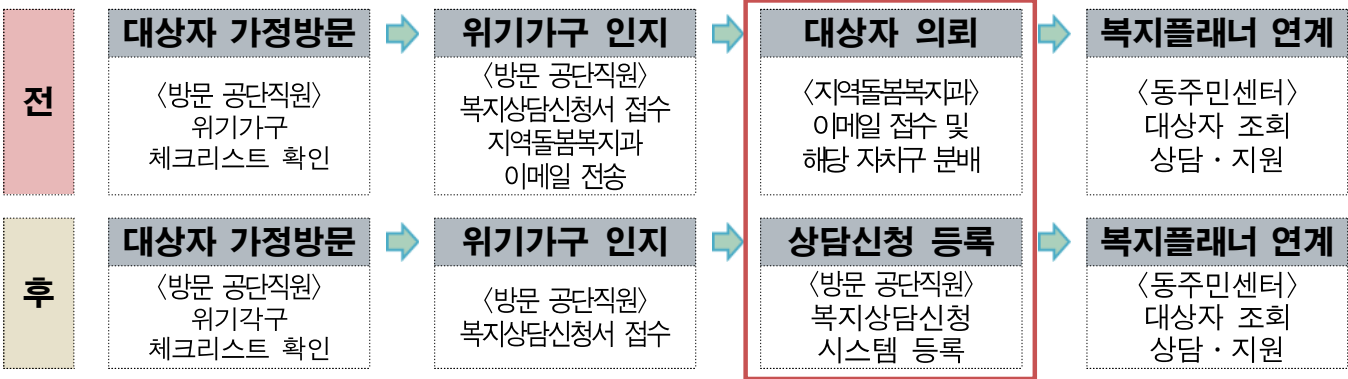 전
대상자 가정방문
〈방문 공단직원〉
위기가구
체크리스트 확인
위기가구 인지
〈방문 공단직원〉
복지상담신청서 접수
지역돌봄복지과
이메일 전송
대상자 의뢰
〈지역돌봄복지과〉
이메일 접수 및
해당 자치구 분배
복지플래너 연계
〈동주민센터〉
대상자 조회
상담 · 지원
후
대상자 가정방문
〈방문 공단직원〉
위기각구
체크리스트 확인
위기가구 인지
〈방문 공단직원〉
복지상담신청서 접수
상담신청 등록
〈방문 공단직원〉
복지상담신청
시스템 등록
복지플래너 연계
〈동주민센터〉
대상자 조회
상담 · 지원